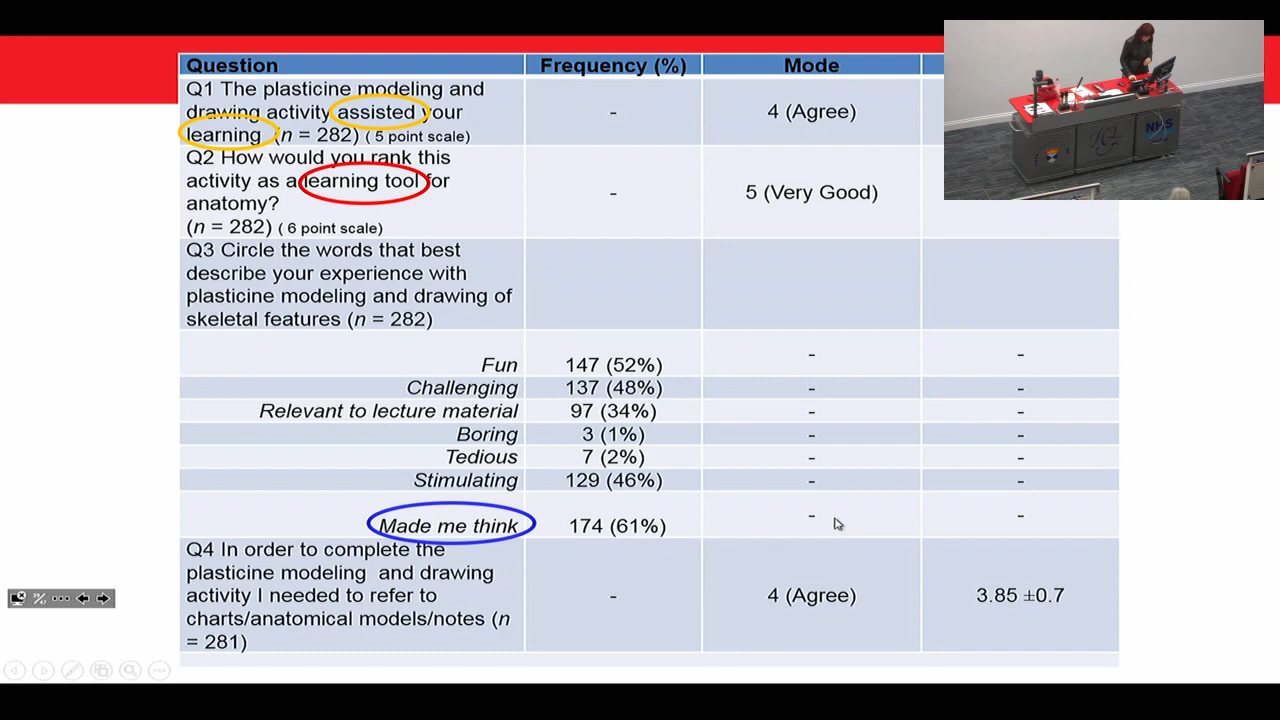 Question Frequency (%) Mode
Q1 The plasticine modeling and
drawing activity assisted your
learning (n = 282) ( 5 point scale)
- 4 (Agree)
Q2 How would you rank this
activity as a learning tool for
anatomy?
(n = 282) ( 6 point scale)
- 5 (Very Good)
Q3 Circle the words that best
describe your experience with
plasticine modeling and drawing of
skeletal features (n = 282)
Fun 147 (52%) - -
Challenging 137 (48%) - -
Relevant to lecture material 97 (34%) - -
Boring 3 (1%) - -
Tedious 7 (2%) - -
Stimulating 129 (46%) - -
Made me think 174 (61%) - -
Q4 In order to complete the
plasticine modeling and drawing
activity I needed to refer to
charts/anatomical models/notes (n
= 281)
- 4 (Agree) 3.85 ±0.7
NHS